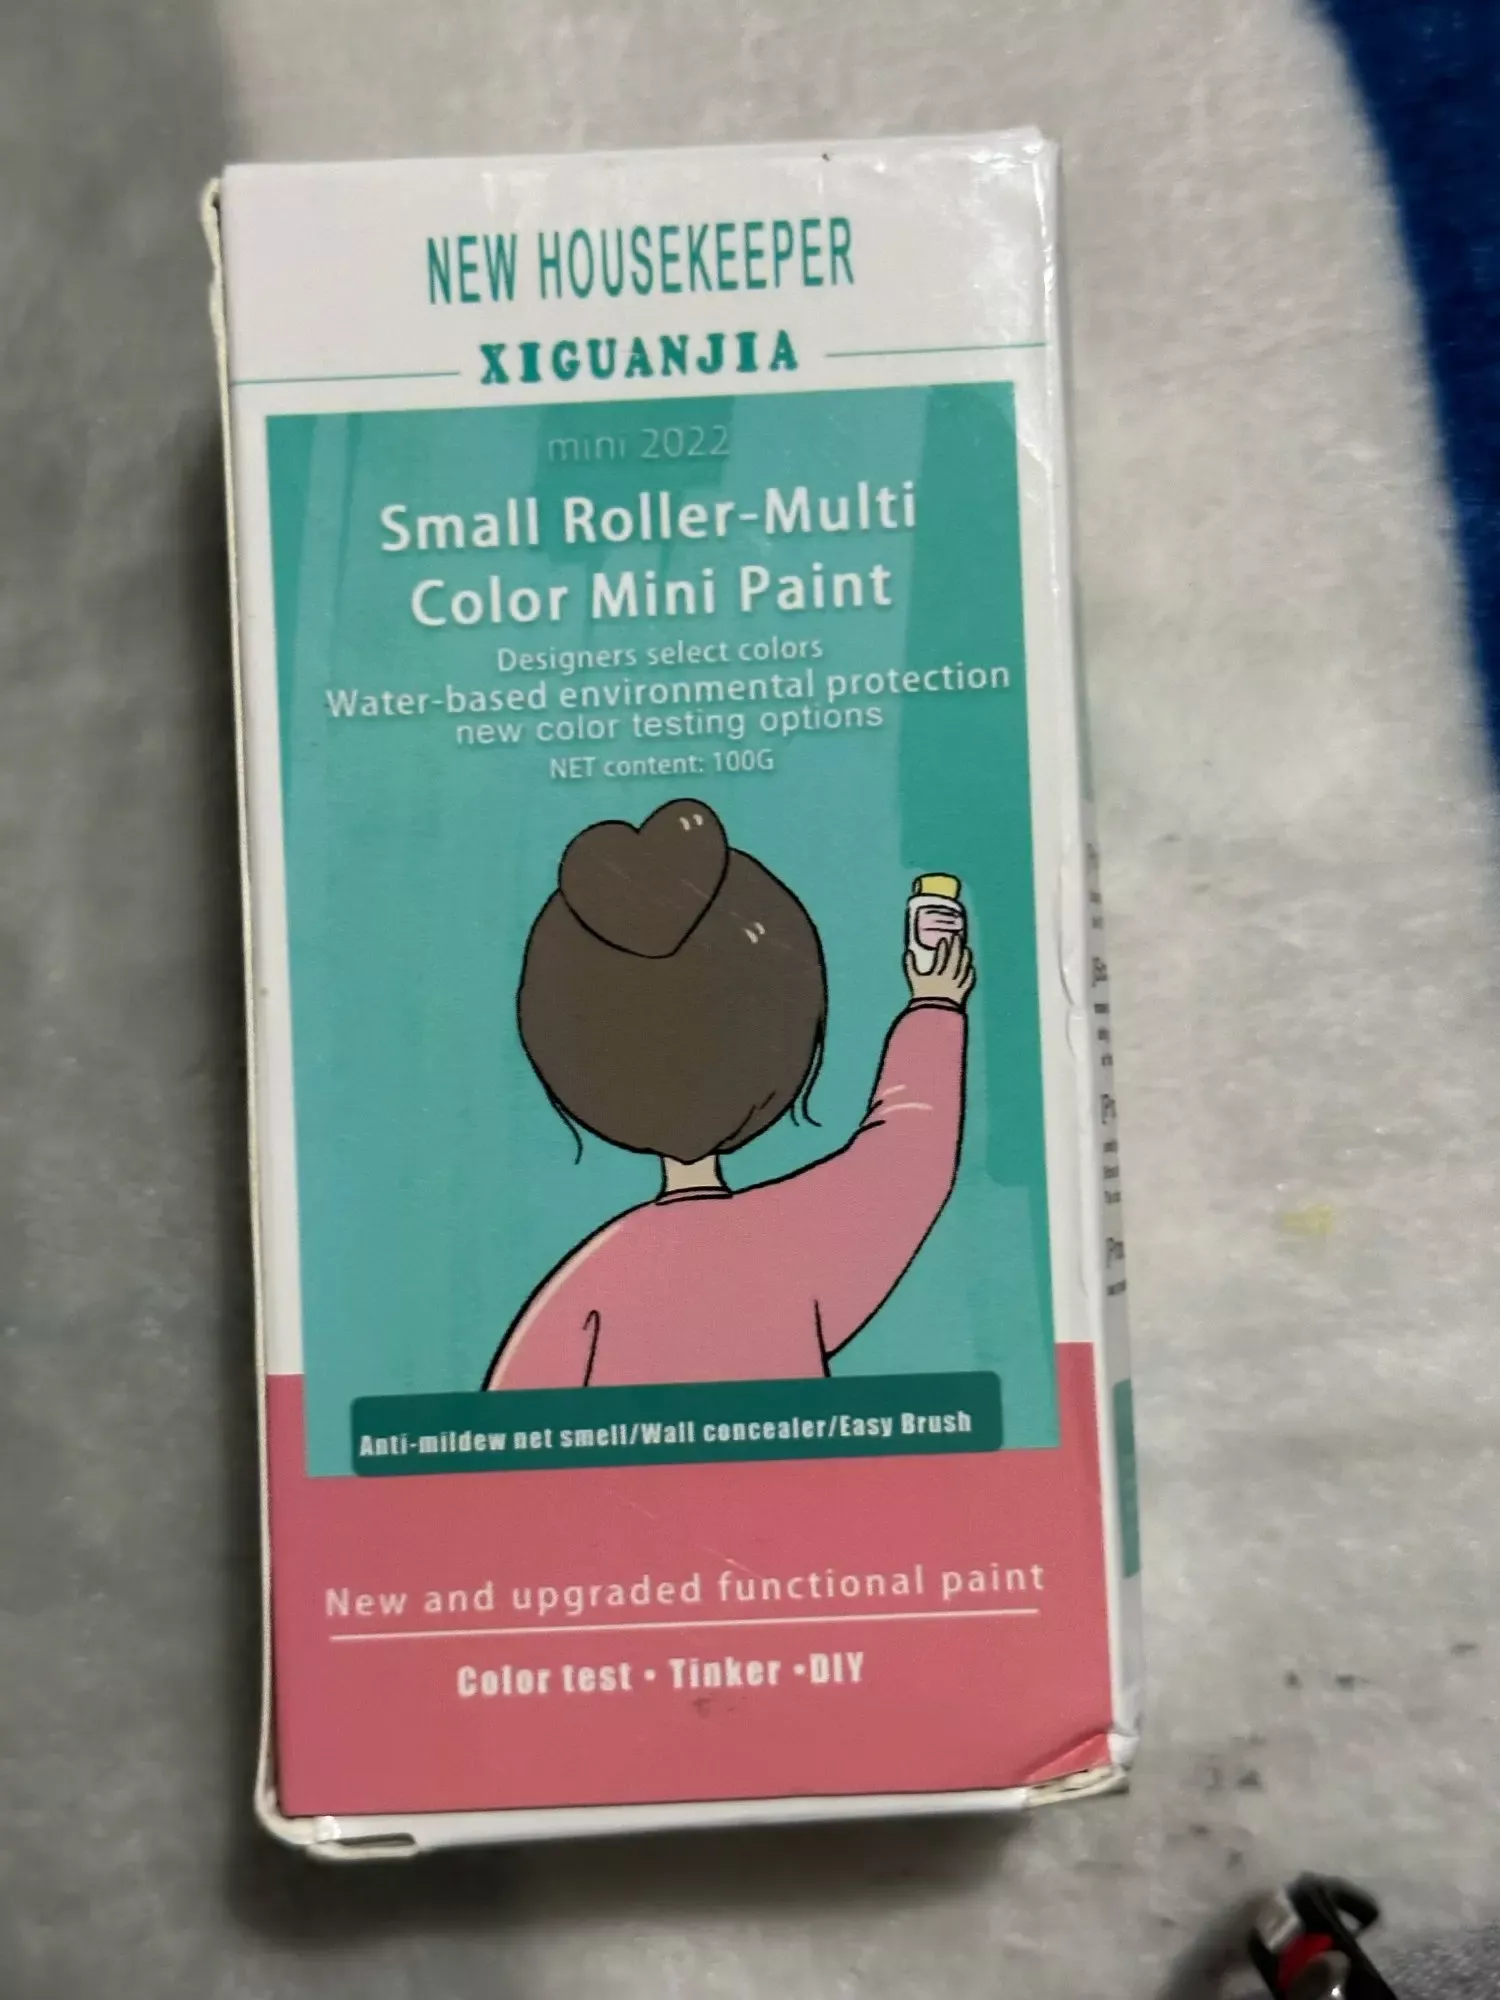 NEW HOUSEKEEPER
XIGUANJIA
mini 2022
Small Roller-Multi
Color Mini Paint
Designers select colors
Water-based environmental protection
new color testing options
NET content: 100G
Anti-mildew net smell/Wall concealer/Easy Brush
New and upgraded functional paint
Color test • Tinker •DIY